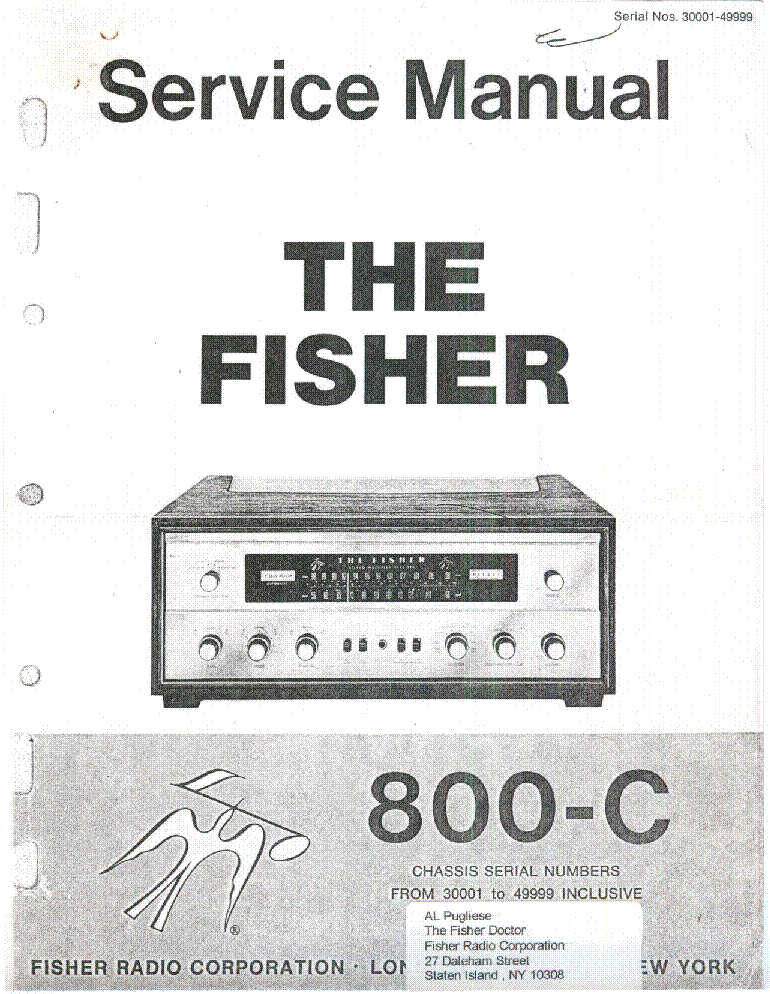 Serial Nos. 30001-49999
Service Manual
THE
FISHER
THE FISHER
800-C
CHASSIS SERIAL NUMBERS
FROM 30001 to 49999 INCLUSIVE
AL Pugliese
The Fisher Doctor
Fisher Radio Corporation
27 Daleham Street
Staten Island , NY 10308
®
FISHER RADIO CORPORATION · LON EW YORK